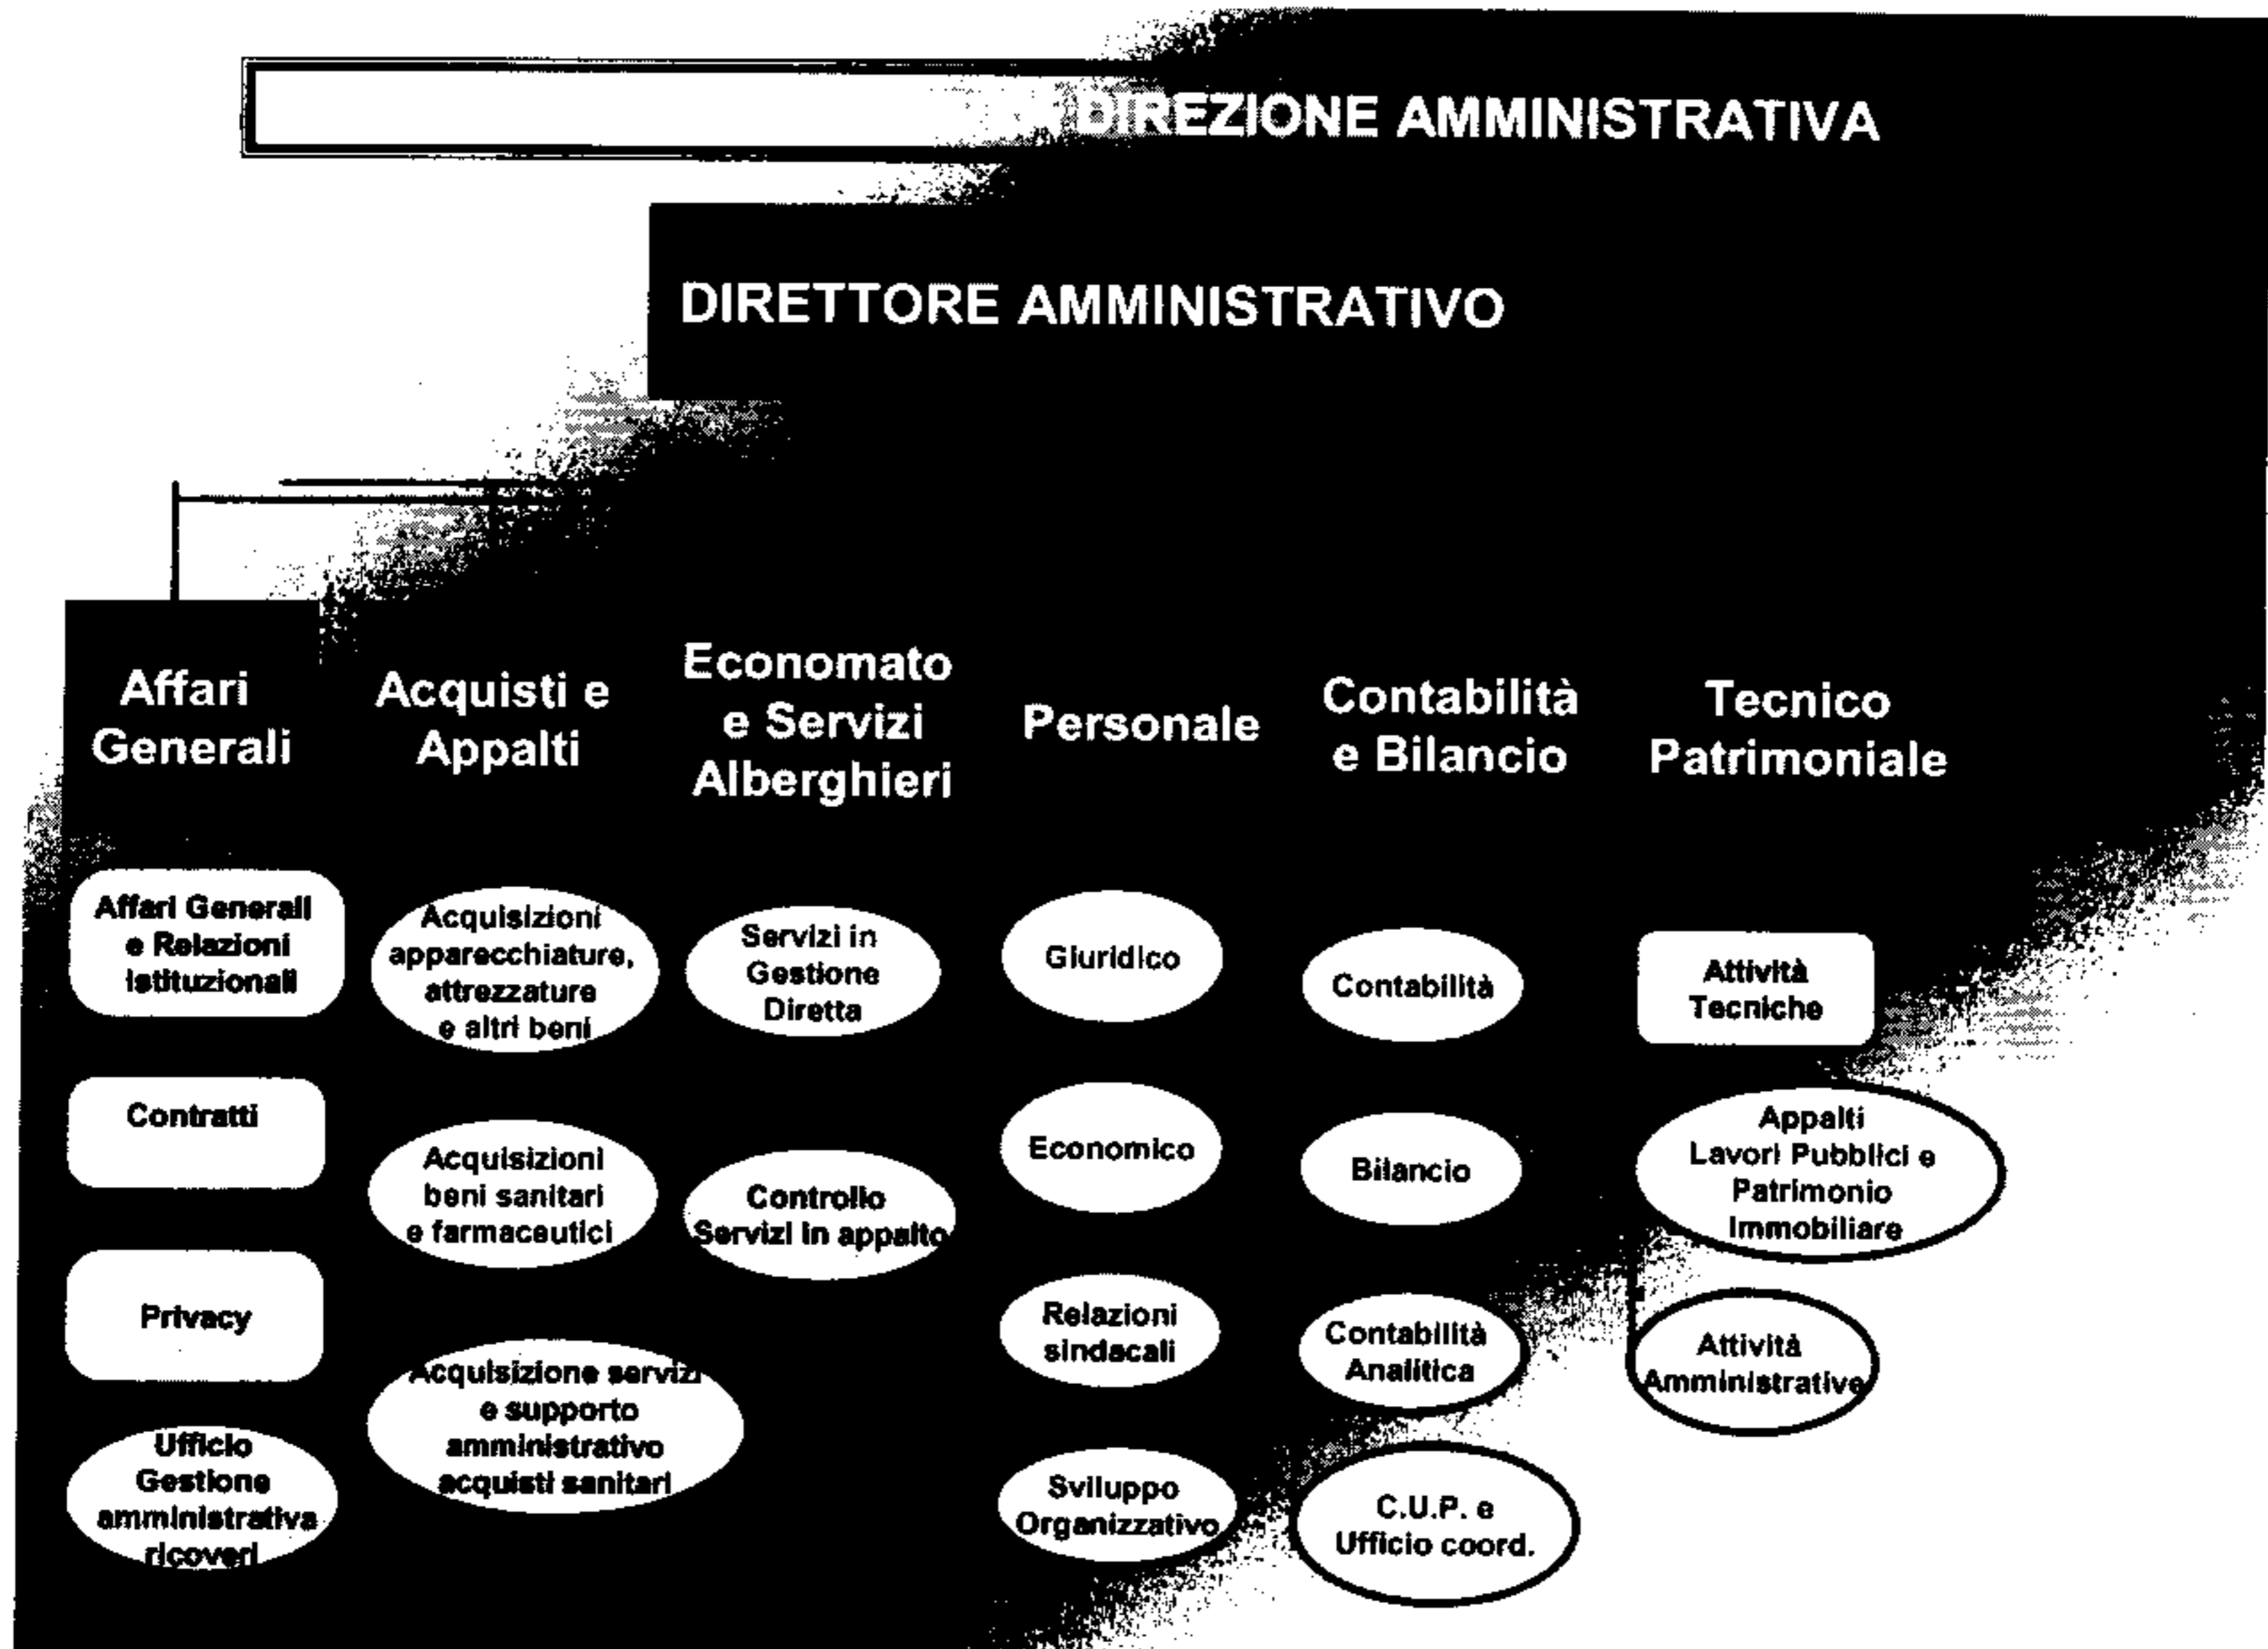 DIREZIONE AMMINISTRATIVA
DIRETTORE AMMINISTRATIVO
Affari
Generali
Acquisti e
Appalti
Economato
e Servizi
Alberghieri
Personale
Contabilità
e Bilancio
Tecnico
Patrimoniale
Affari Generali
e Relazioni
Istituzionali
Contratti
Privacy
Ufficio
Gestione
amministrativa
ricoveri
Acquisizioni
apparecchiature,
attrezzature
e altri beni
Acquisizioni
beni sanitari
e farmaceutici
Acquisizione servizi
e supporto
amministrativo
acquisti sanitari
Servizi in
Gestione
Diretta
Controllo
Servizi in appalto
Giuridico
Economico
Relazioni
sindacali
Sviluppo
Organizzativo
Contabilità
Bilancio
Contabilità
Analitica
C.U.P. e
Ufficio coord.
Attività
Tecniche
Appalti
Lavori Pubblici e
Patrimonio
Immobiliare
Attività
Amministrative